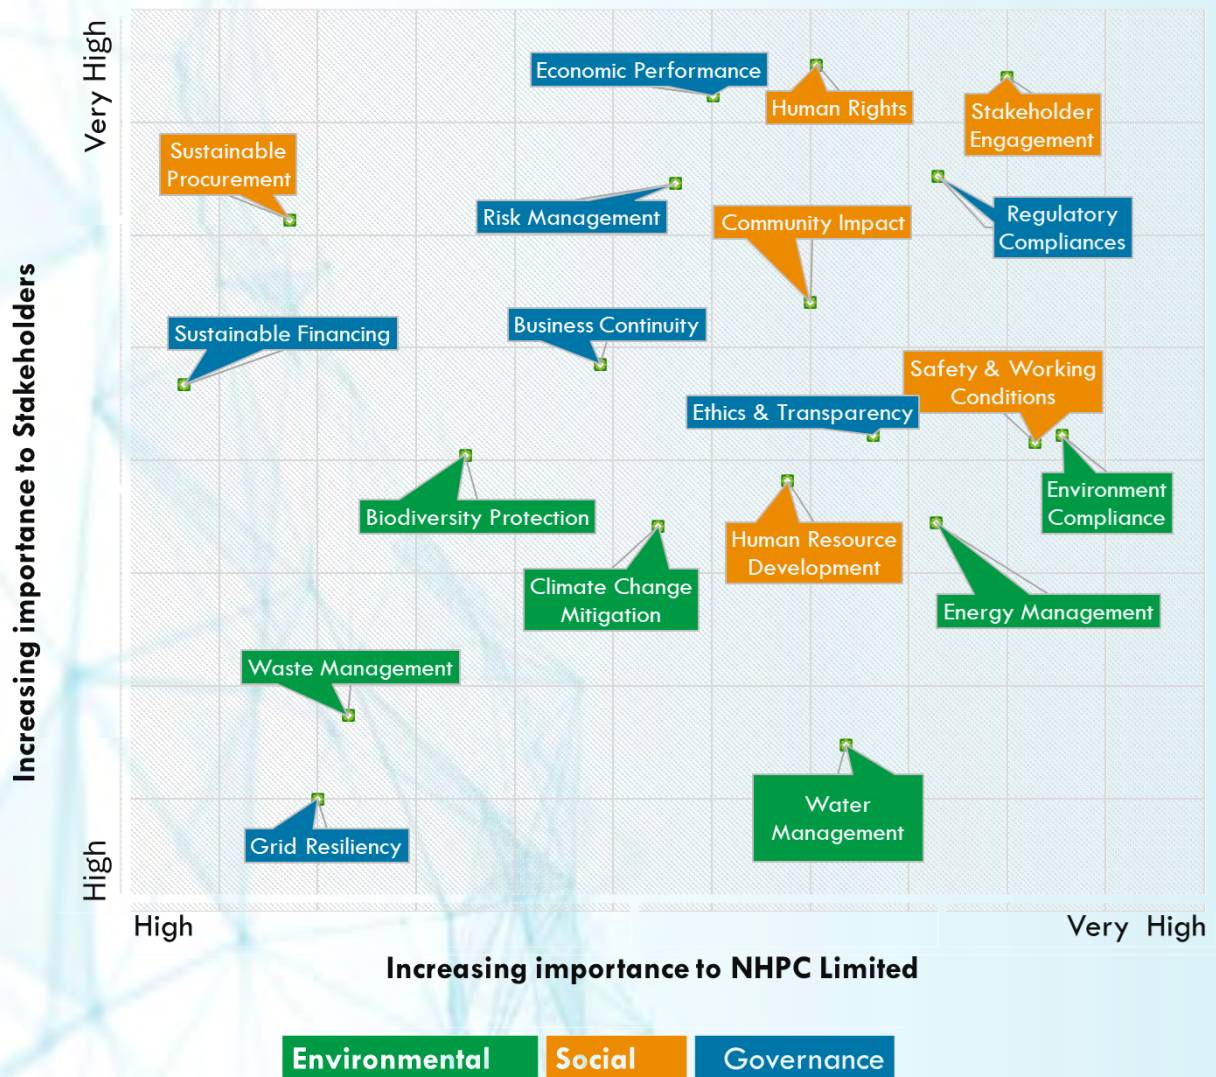 Very High
Economic Performance
Human Rights
Stakeholder
Engagement
Sustainable
Procurement
Risk Management
Community Impact
Regulatory
Compliances
Sustainable Financing
Business Continuity
Safety & Working
Conditions
Ethics & Transparency
Increasing importance to Stakeholders
Biodiversity Protection
Environment
Compliance
Human Resource
Development
Climate Change
Mitigation
Energy Management
Waste Management
Water
Management
Grid Resiliency
High
High
Very High
Increasing importance to NHPC Limited
Environmental
Social
Governance